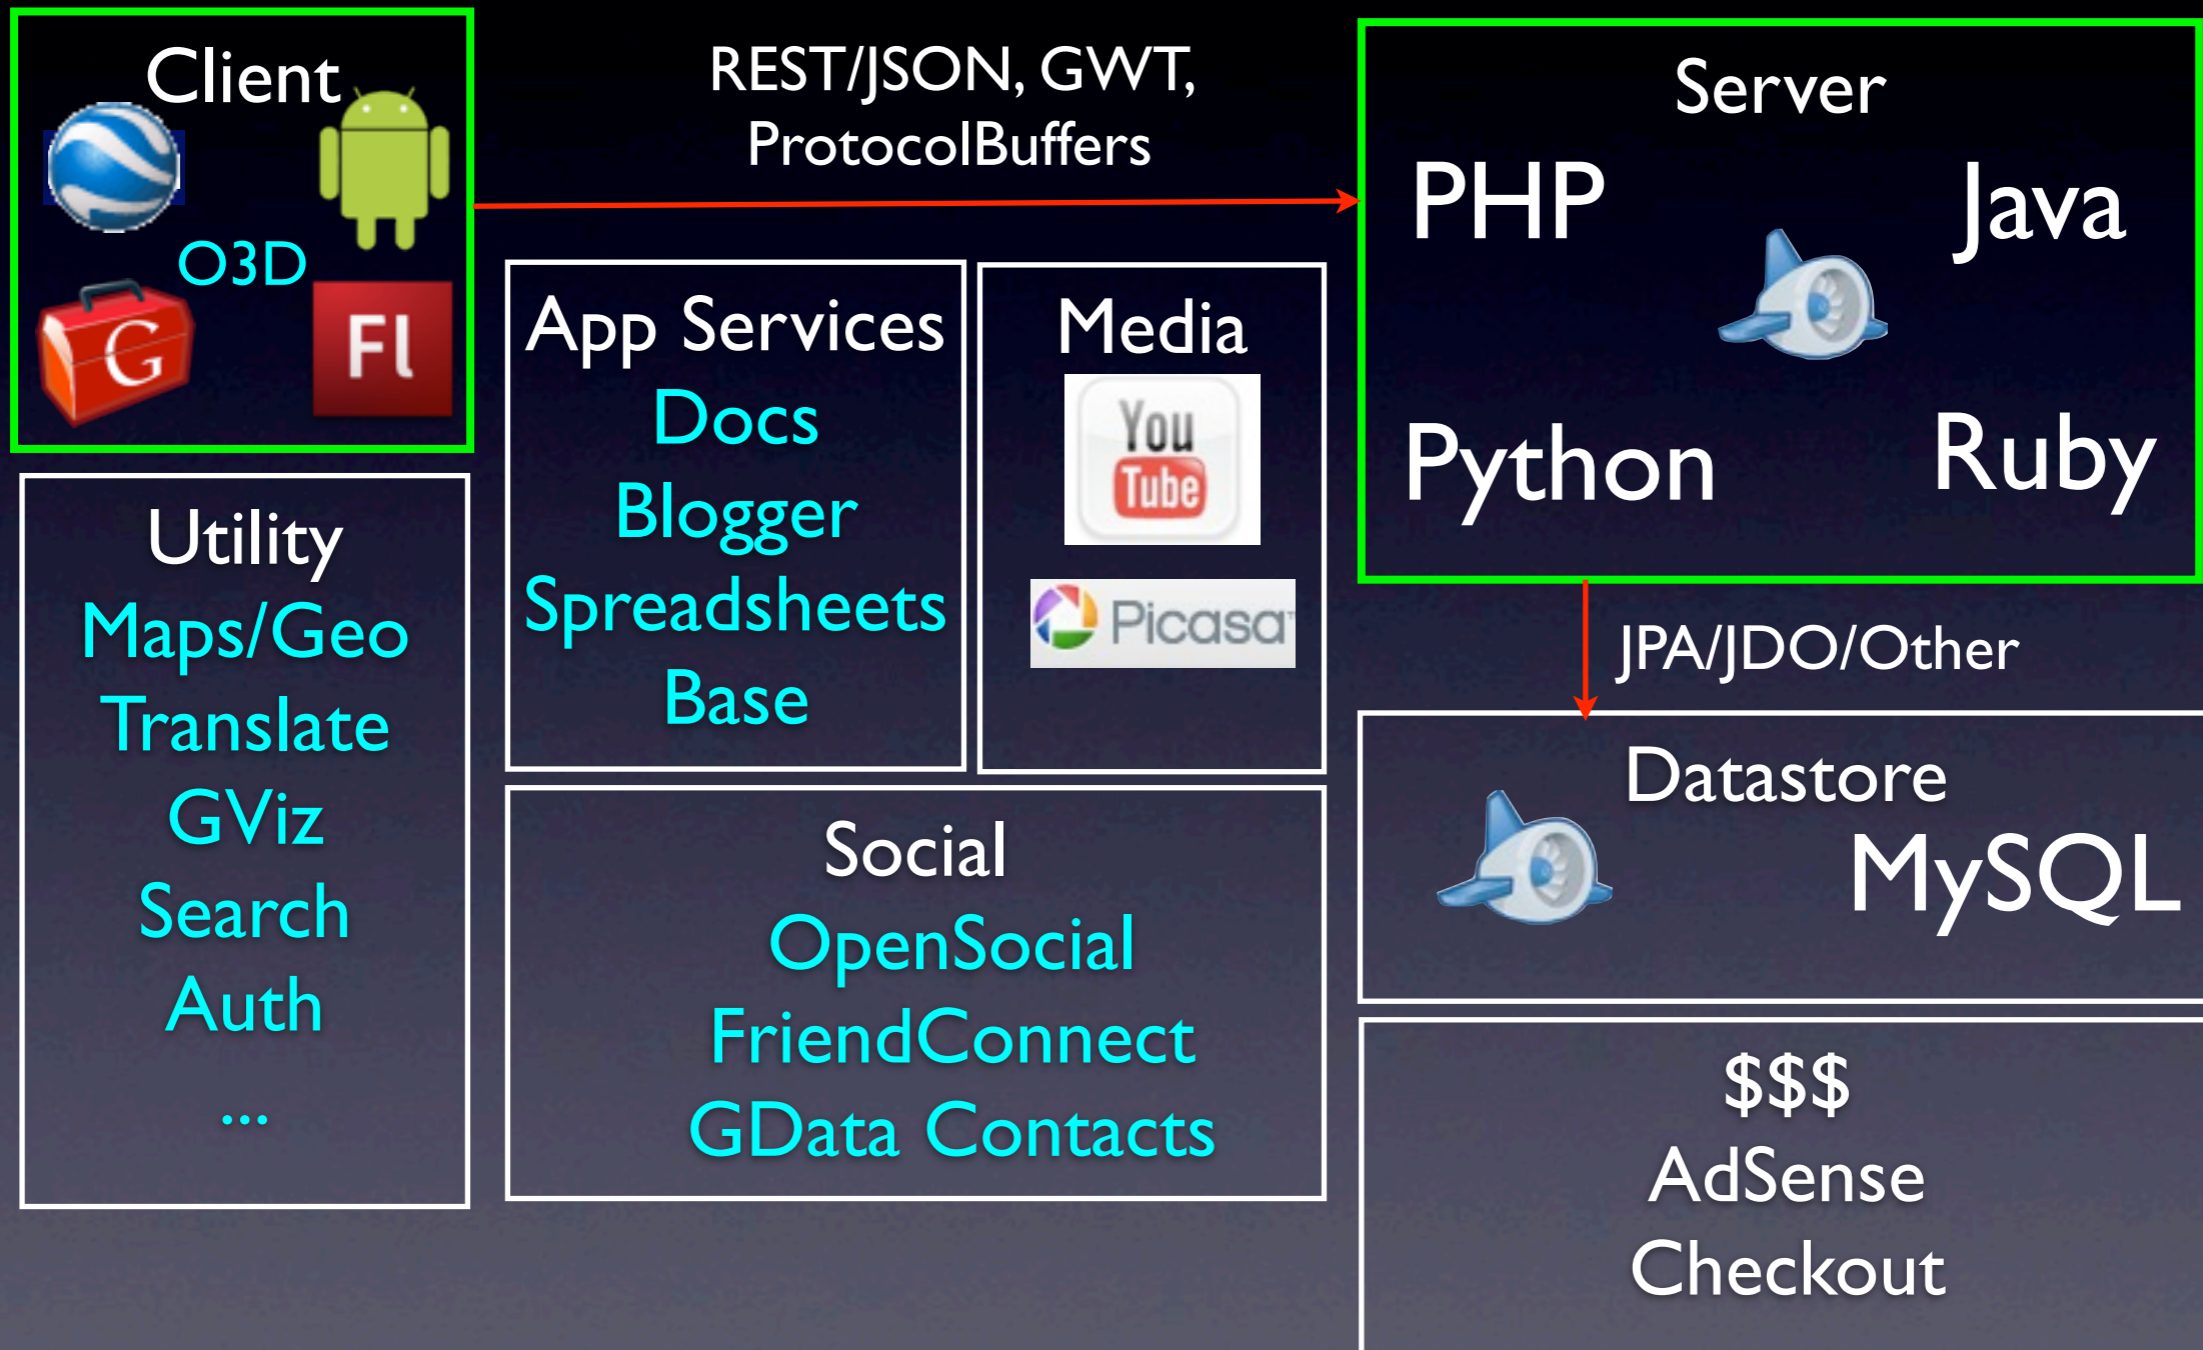 Client
O3D
G
Fl
REST/JSON, GWT,
ProtocolBuffers
Server
PHP
Java
Python
Ruby
App Services
Docs
Blogger
Spreadsheets
Base
Media
You
Tube
Picasa™
Utility
Maps/Geo
Translate
GViz
Search
Auth
...
Social
OpenSocial
FriendConnect
GData Contacts
JPA/JDO/Other
Datastore
MySQL
$$$
AdSense
Checkout